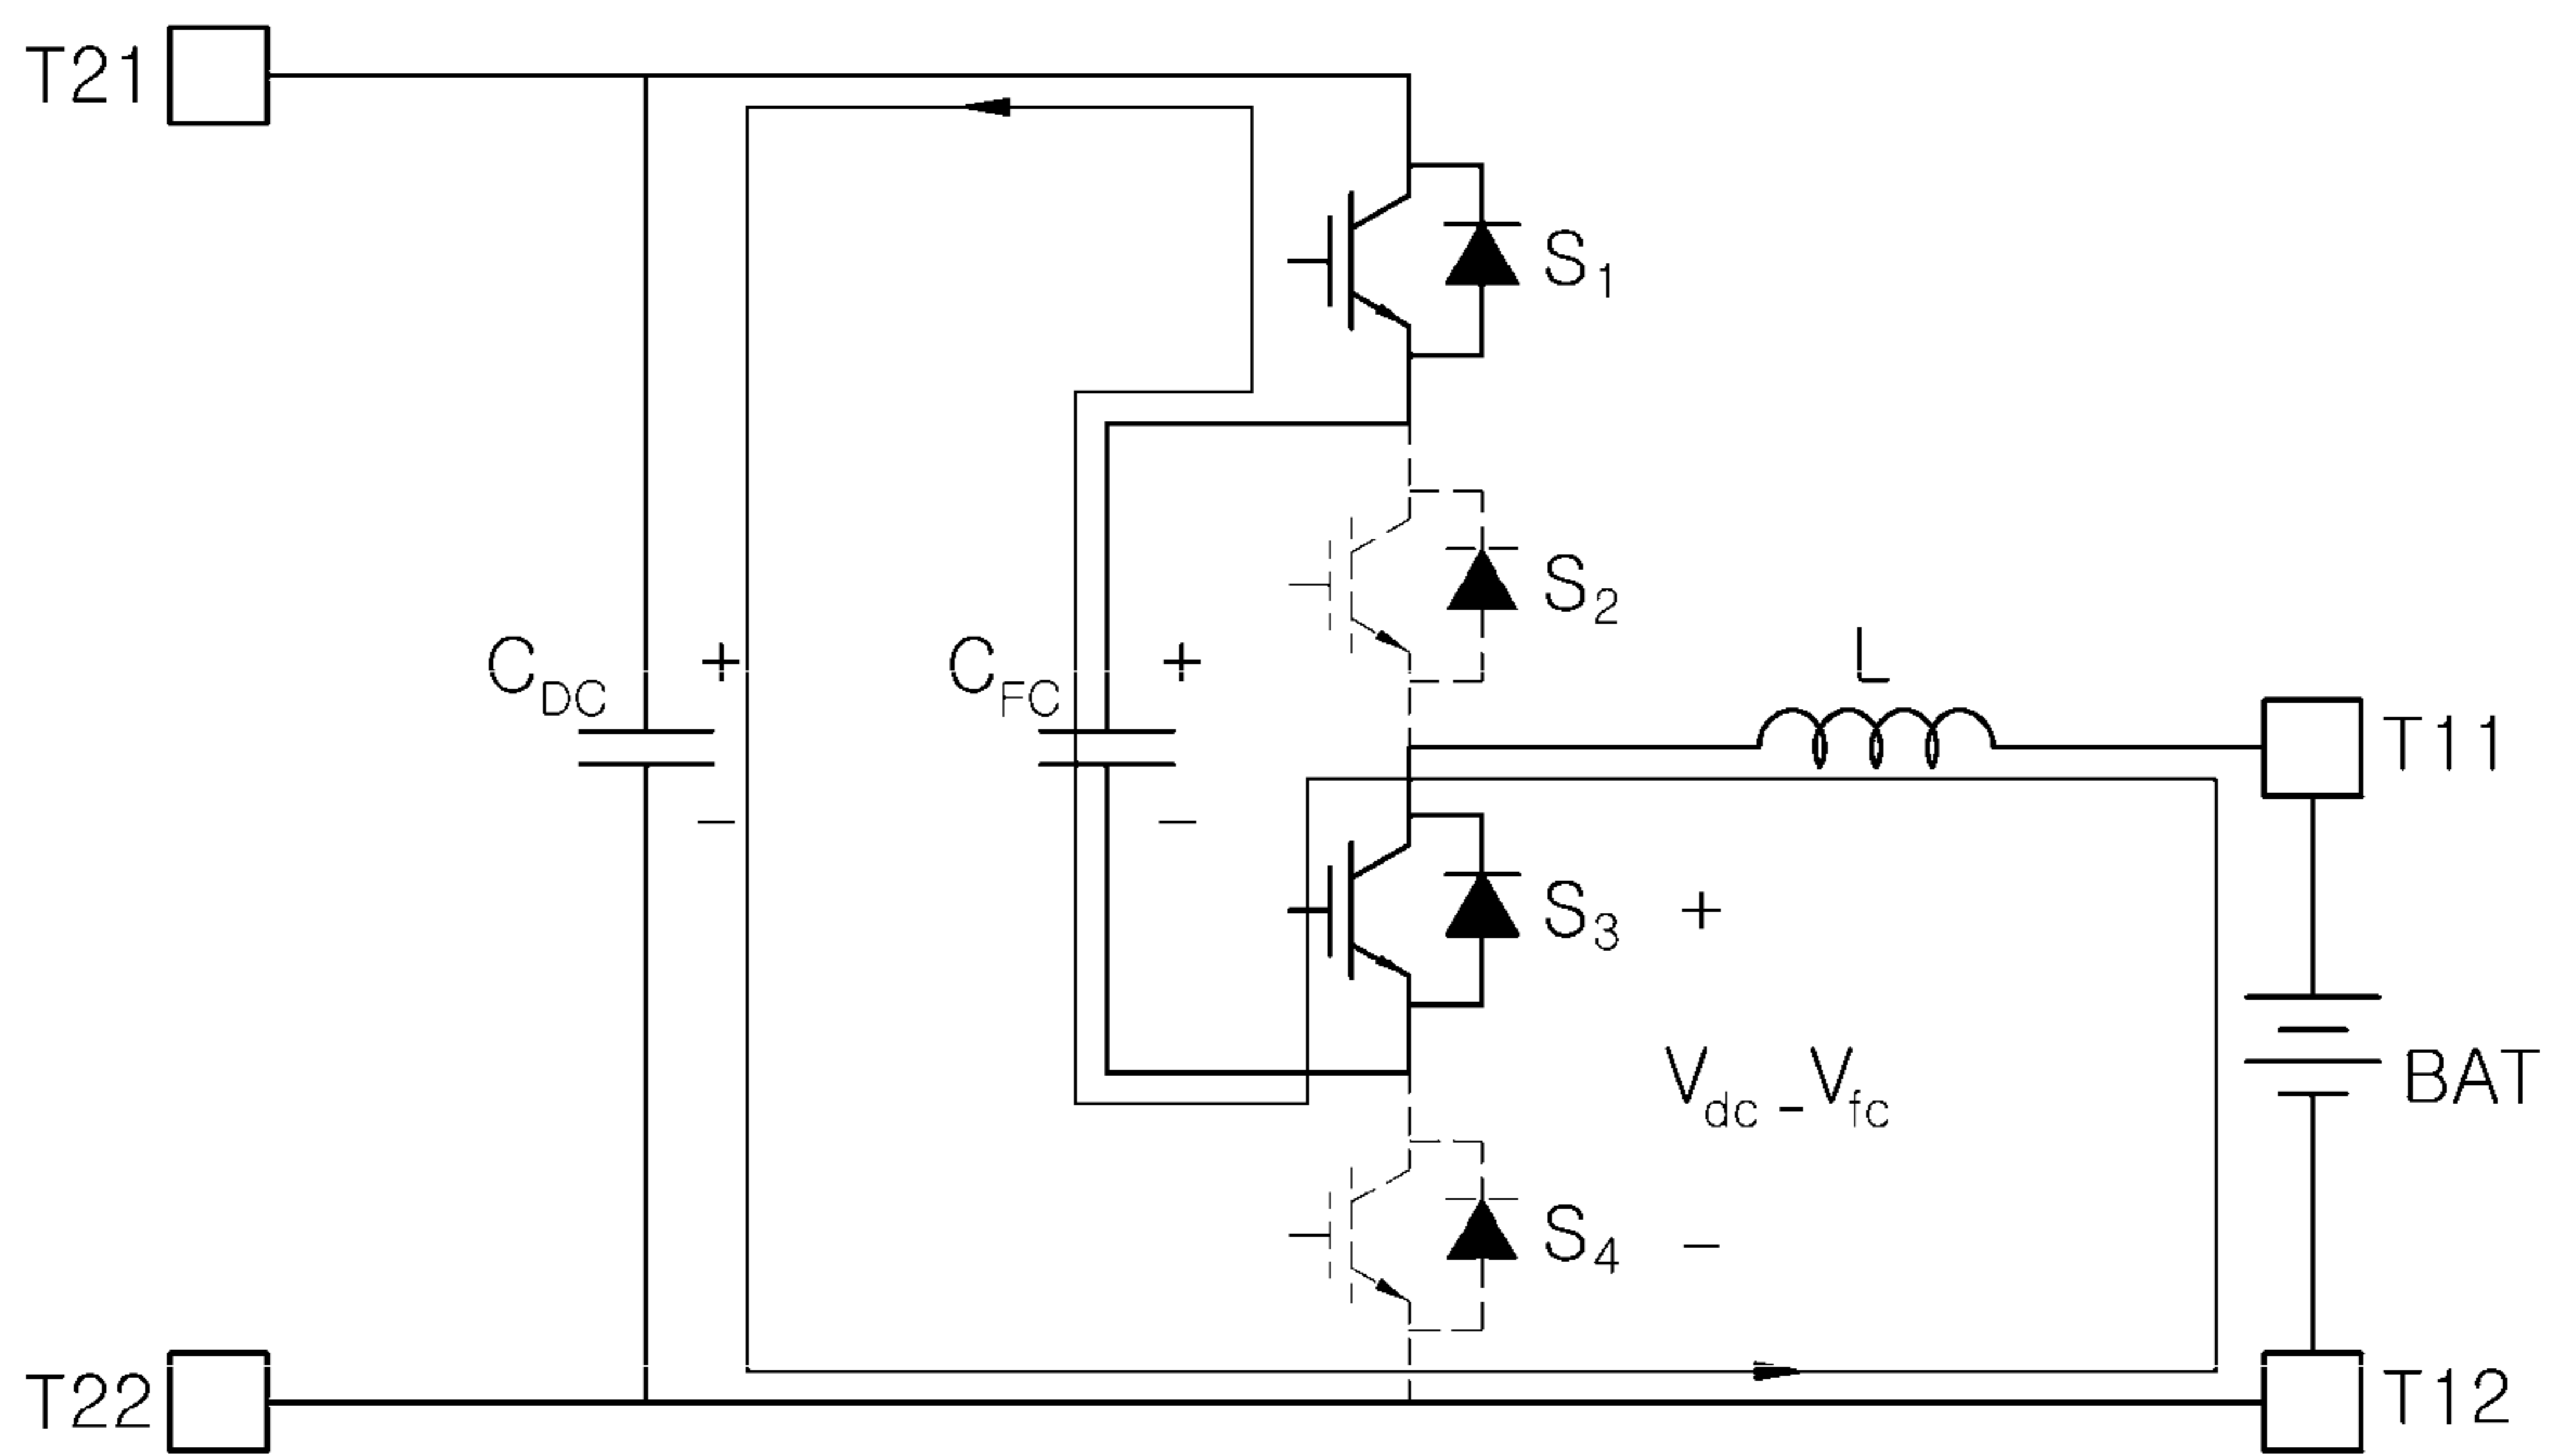 T21
S1
S2
CDC
+
-
CFC
+
-
L
T11
S3
+
Vdc-Vfc
BAT
S4
-
T22
T12